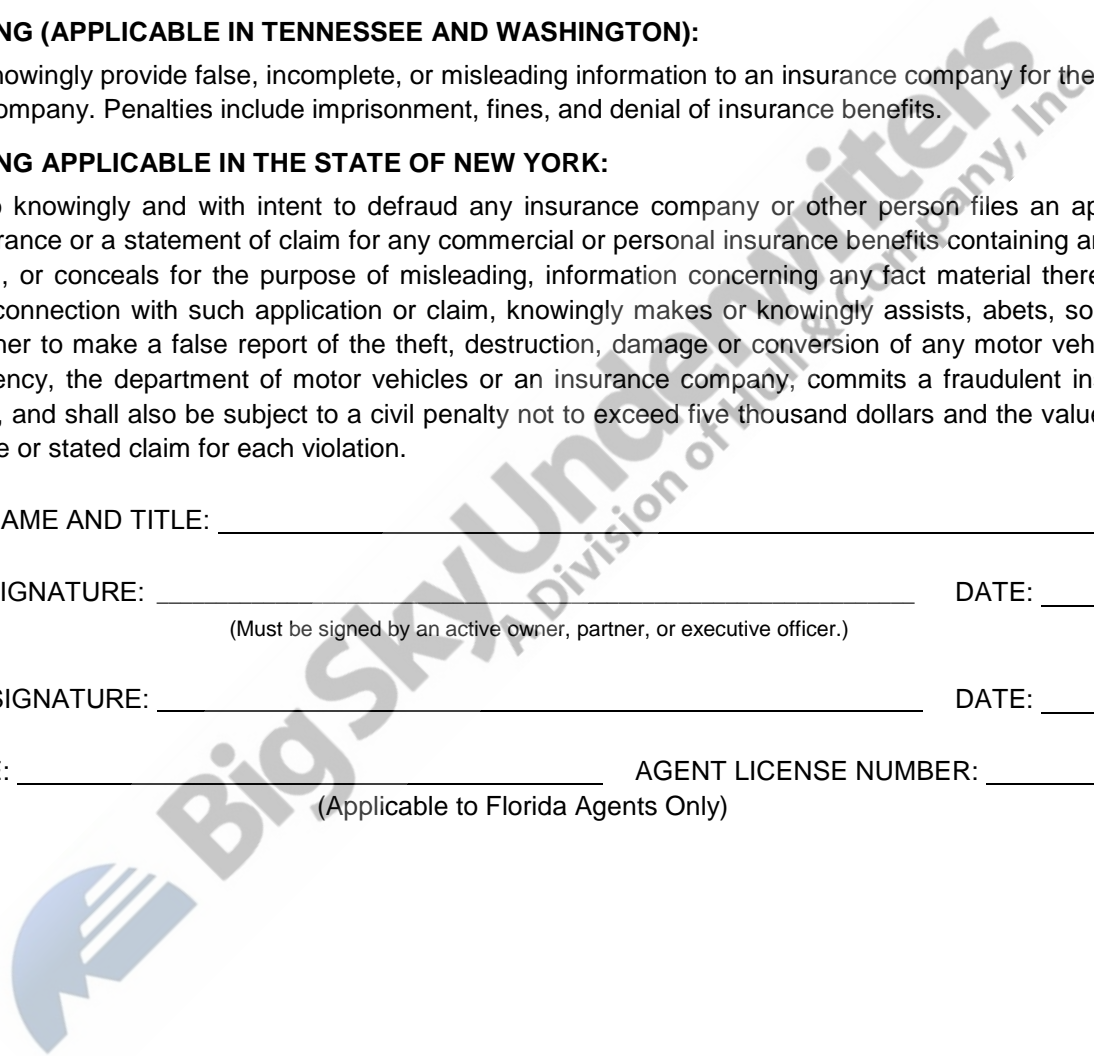 NG (APPLICABLE IN TENNESSEE AND WASHINGTON):
nowingly provide false, incomplete, or misleading information to an insurance company for the
ompany. Penalties include imprisonment, fines, and denial of insurance benefits.
NG APPLICABLE IN THE STATE OF NEW YORK:
o knowingly and with intent to defraud any insurance company or other person files an ap
rance or a statement of claim for any commercial or personal insurance benefits containing a
, or conceals for the purpose of misleading, information concerning any fact material there
connection with such application or claim, knowingly makes or knowingly assists, abets, so
her to make a false report of the theft, destruction, damage or conversion of any motor veh
ency, the department of motor vehicles or an insurance company, commits a fraudulent in
, and shall also be subject to a civil penalty not to exceed five thousand dollars and the value
e or stated claim for each violation.
AME AND TITLE:
IGNATURE: DATE:
(Must be signed by an active owner, partner, or executive officer.)
SIGNATURE: DATE:
E: AGENT LICENSE NUMBER:
(Applicable to Florida Agents Only)
Big Sky Underwriters
A Division of Hull & Company, Inc